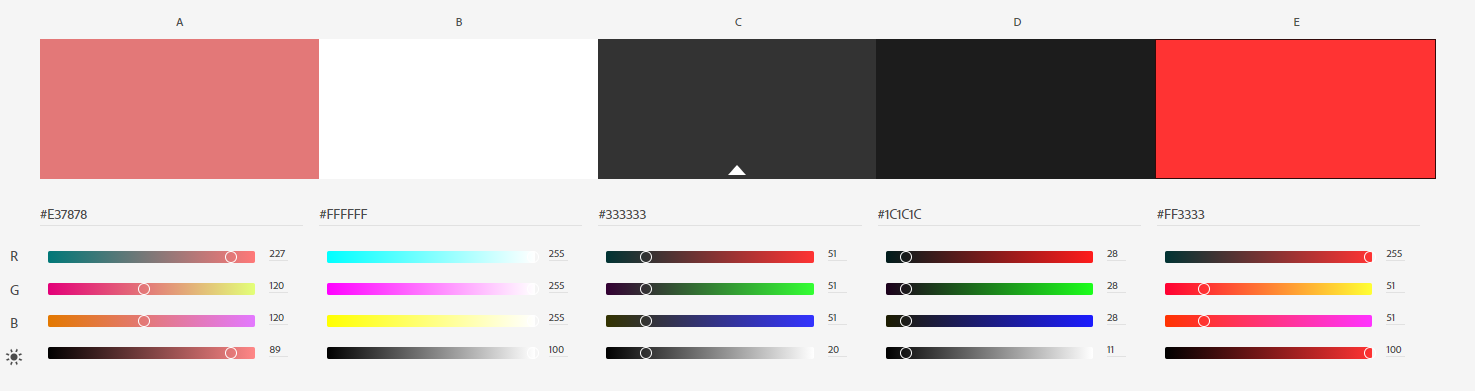 A B C D E
#E37878 #FFFFFF #333333 #1C1C1C #FF3333
R 227 255 51 28 255
G 120 255 51 28 51
B 120 255 51 28 51
89 100 20 11 100